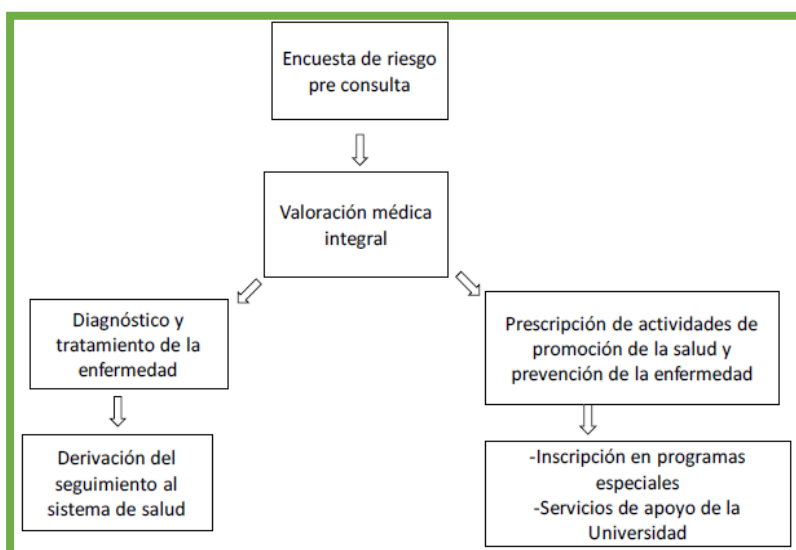 Encuesta de riesgo
pre consulta
Valoración médica
integral
Diagnóstico y
tratamiento de la
enfermedad
Prescripción de actividades de
promoción de la salud y
prevención de la enfermedad
Derivación del
seguimiento al
sistema de salud
-Inscripción en programas
especiales
-Servicios de apoyo de la
Universidad